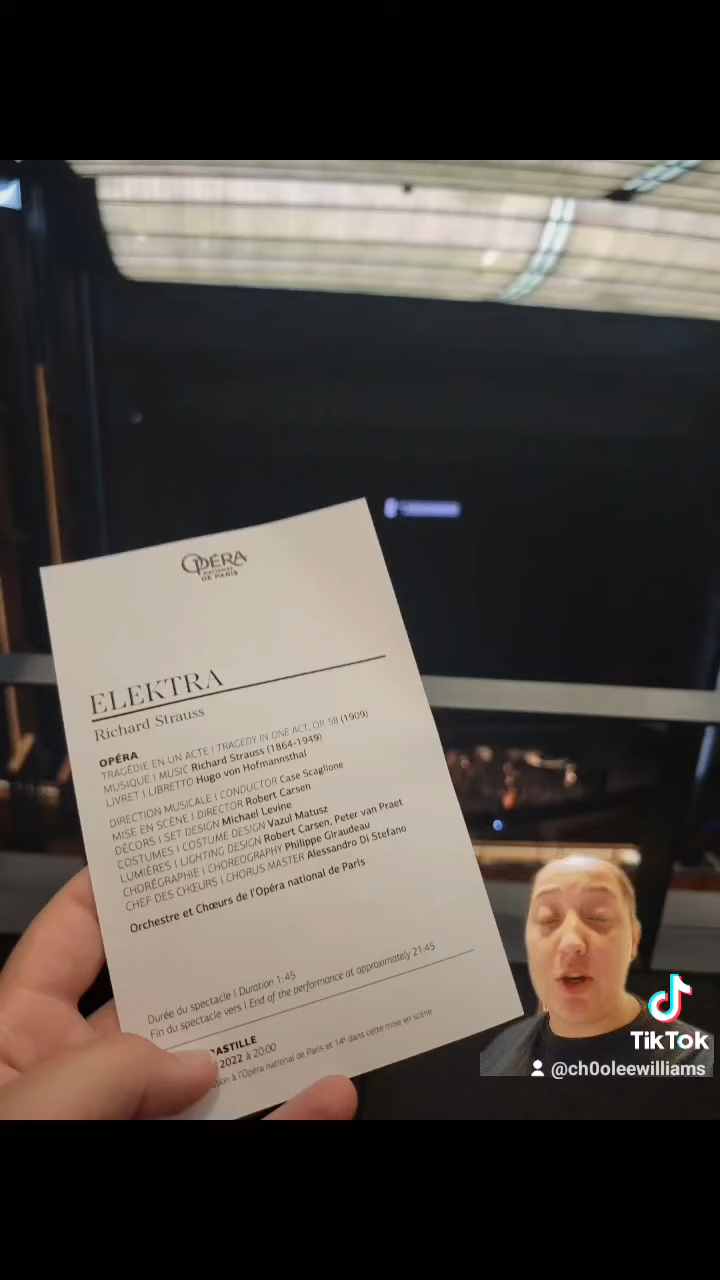 OPÉRA
NATIONAL
DE PARIS
ELEKTRA
Richard Strauss
OPÉRA
TRAGÉDIE EN UN ACTE I TRAGEDY IN ONE ACT, OP. 58 (1909)
MUSIQUE I MUSIC Richard Strauss (1864-1949)
LIVRET I LIBRETTO Hugo von Hofmannsthal
DIRECTION MUSICALE I CONDUCTOR Case Scaglione
MISE EN SCÈNE I DIRECTOR Robert Carsen
DÉCORS I SET DESIGN Michael Levine
COSTUMES I COSTUME DESIGN Vazul Matusz
LUMIÈRES I LIGHTING DESIGN Robert Carsen, Peter van Praet
CHORÉGRAPHIE I CHOREOGRAPHY Philippe Giraudeau
CHEF DES CHŒURS I CHORUS MASTER Alessandro Di Stefano
Orchestre et Chœurs de l'Opéra national de Paris
Durée du spectacle I Duration 1:45
Fin du spectacle vers I End of the performance at approximately 21:45
BASTILLE
2022 à 20:00
à l'Opéra national de Paris et 14e dans cette mise en scène
TikTok
@ch0oleewilliams